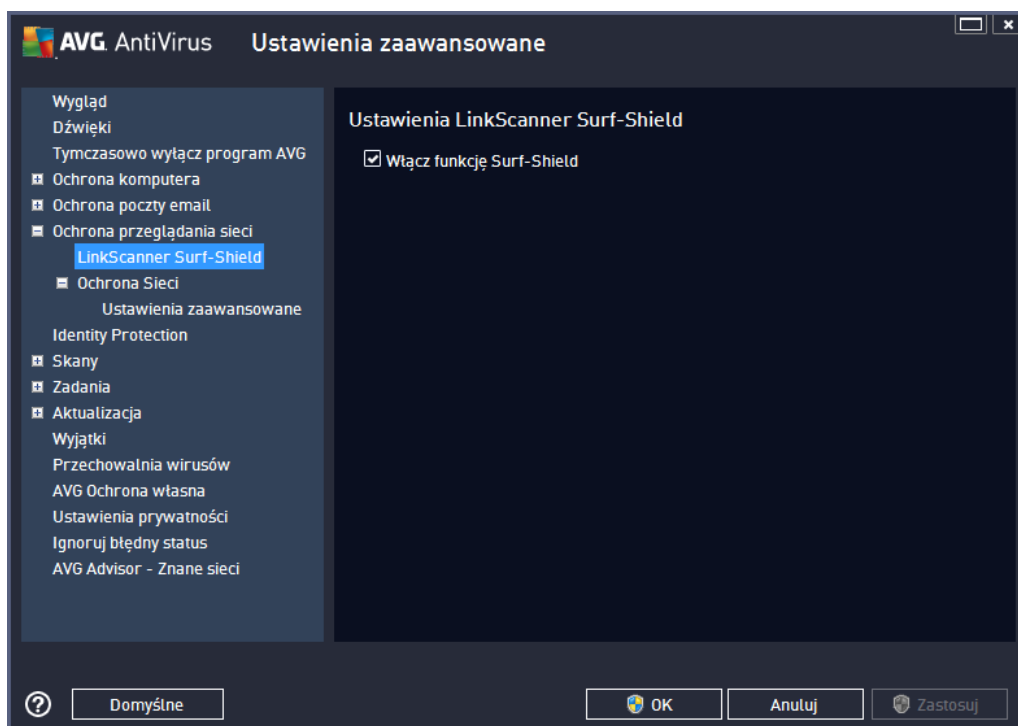 AVG. AntiVirus Ustawienia zaawansowane
Wygląd
Dźwięki
Tymczasowo wyłącz program AVG
Ochrona komputera
Ochrona poczty email
Ochrona przeglądania sieci
LinkScanner Surf-Shield
Ochrona Sieci
Ustawienia zaawansowane
Identity Protection
Skany
Zadania
Aktualizacja
Wyjątki
Przechowalnia wirusów
AVG Ochrona własna
Ustawienia prywatności
Ignoruj błędny status
AVG Advisor - Znane sieci
Ustawienia LinkScanner Surf-Shield
Włącz funkcję Surf-Shield
? Domyślne OK Anuluj Zastosuj